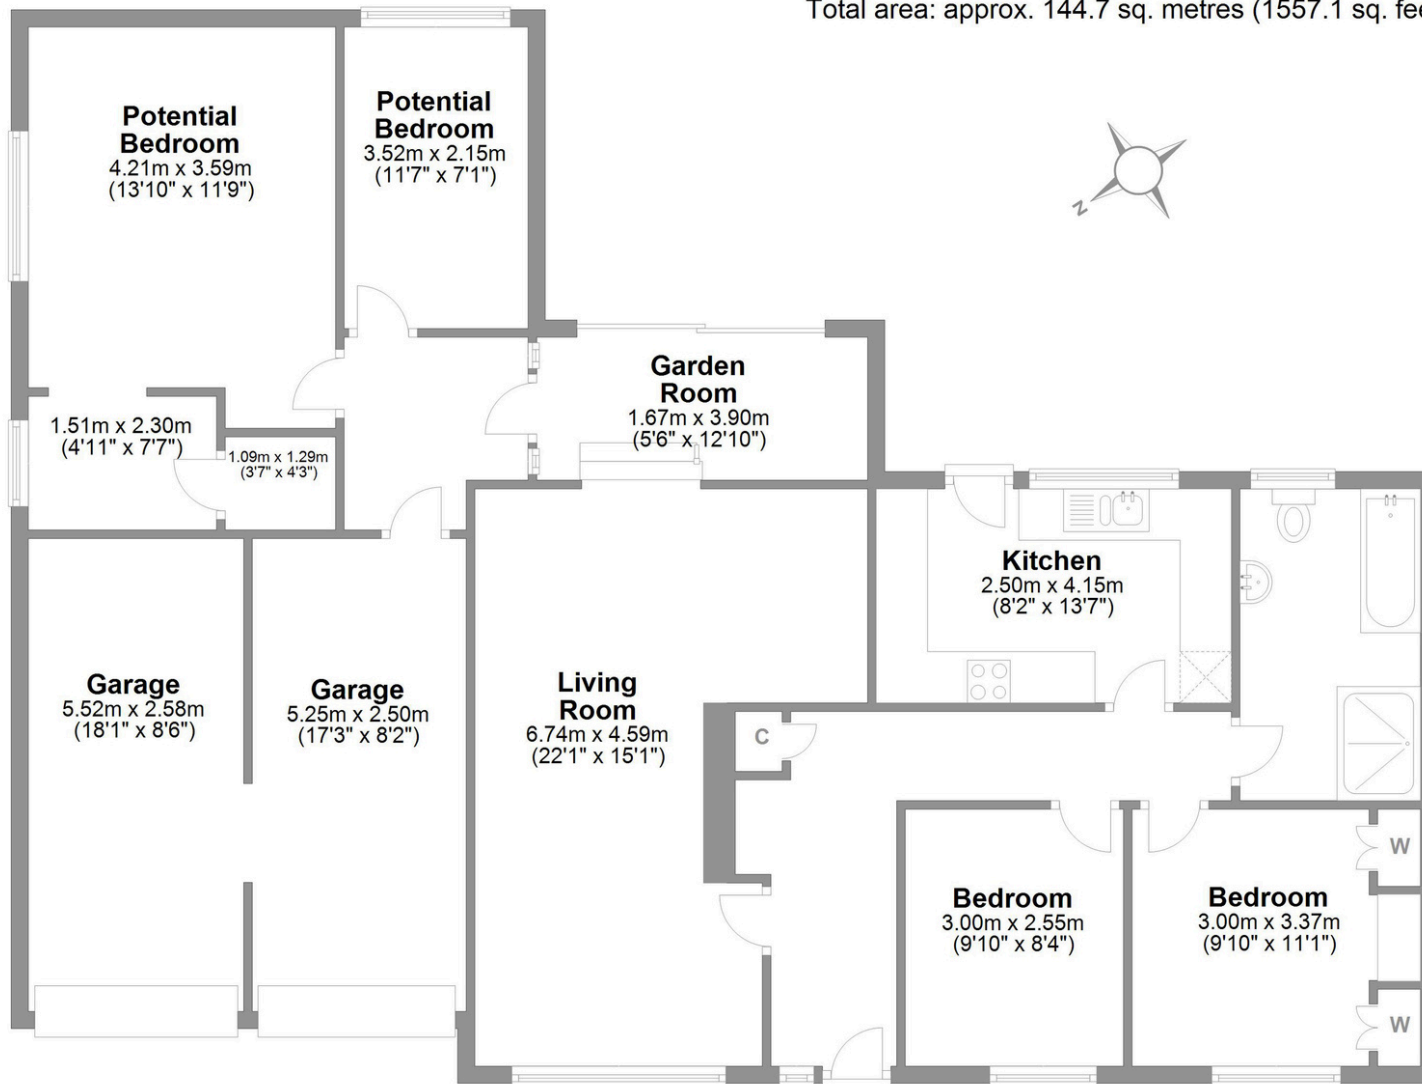 Total area: approx. 144.7 sq. metres (1557.1 sq. fee
Potential
Bedroom
4.21m x 3.59m
(13'10" x 11'9")
Potential
Bedroom
3.52m x 2.15m
(11'7" x 7'1")
N
Garden
Room
1.67m x 3.90m
(5'6" x 12'10")
1.51m x 2.30m
(4'11" x 7'7")
1.09m x 1.29m
(3'7" x 4'3")
Kitchen
2.50m x 4.15m
(8'2" x 13'7")
Garage
5.52m x 2.58m
(18'1" x 8'6")
Garage
5.25m x 2.50m
(17'3" x 8'2")
Living
Room
6.74m x 4.59m
(22'1" x 15'1")
C
Bedroom
3.00m x 2.55m
(9'10" x 8'4")
Bedroom
3.00m x 3.37m
(9'10" x 11'1")
W
W